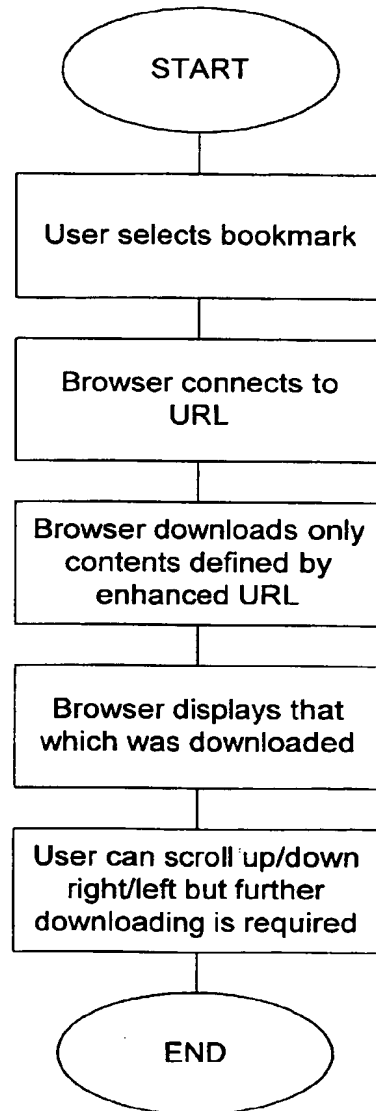 START
User selects bookmark
Browser connects to
URL
Browser downloads only
contents defined by
enhanced URL
Browser displays that
which was downloaded
User can scroll up/down
right/left but further
downloading is required
END